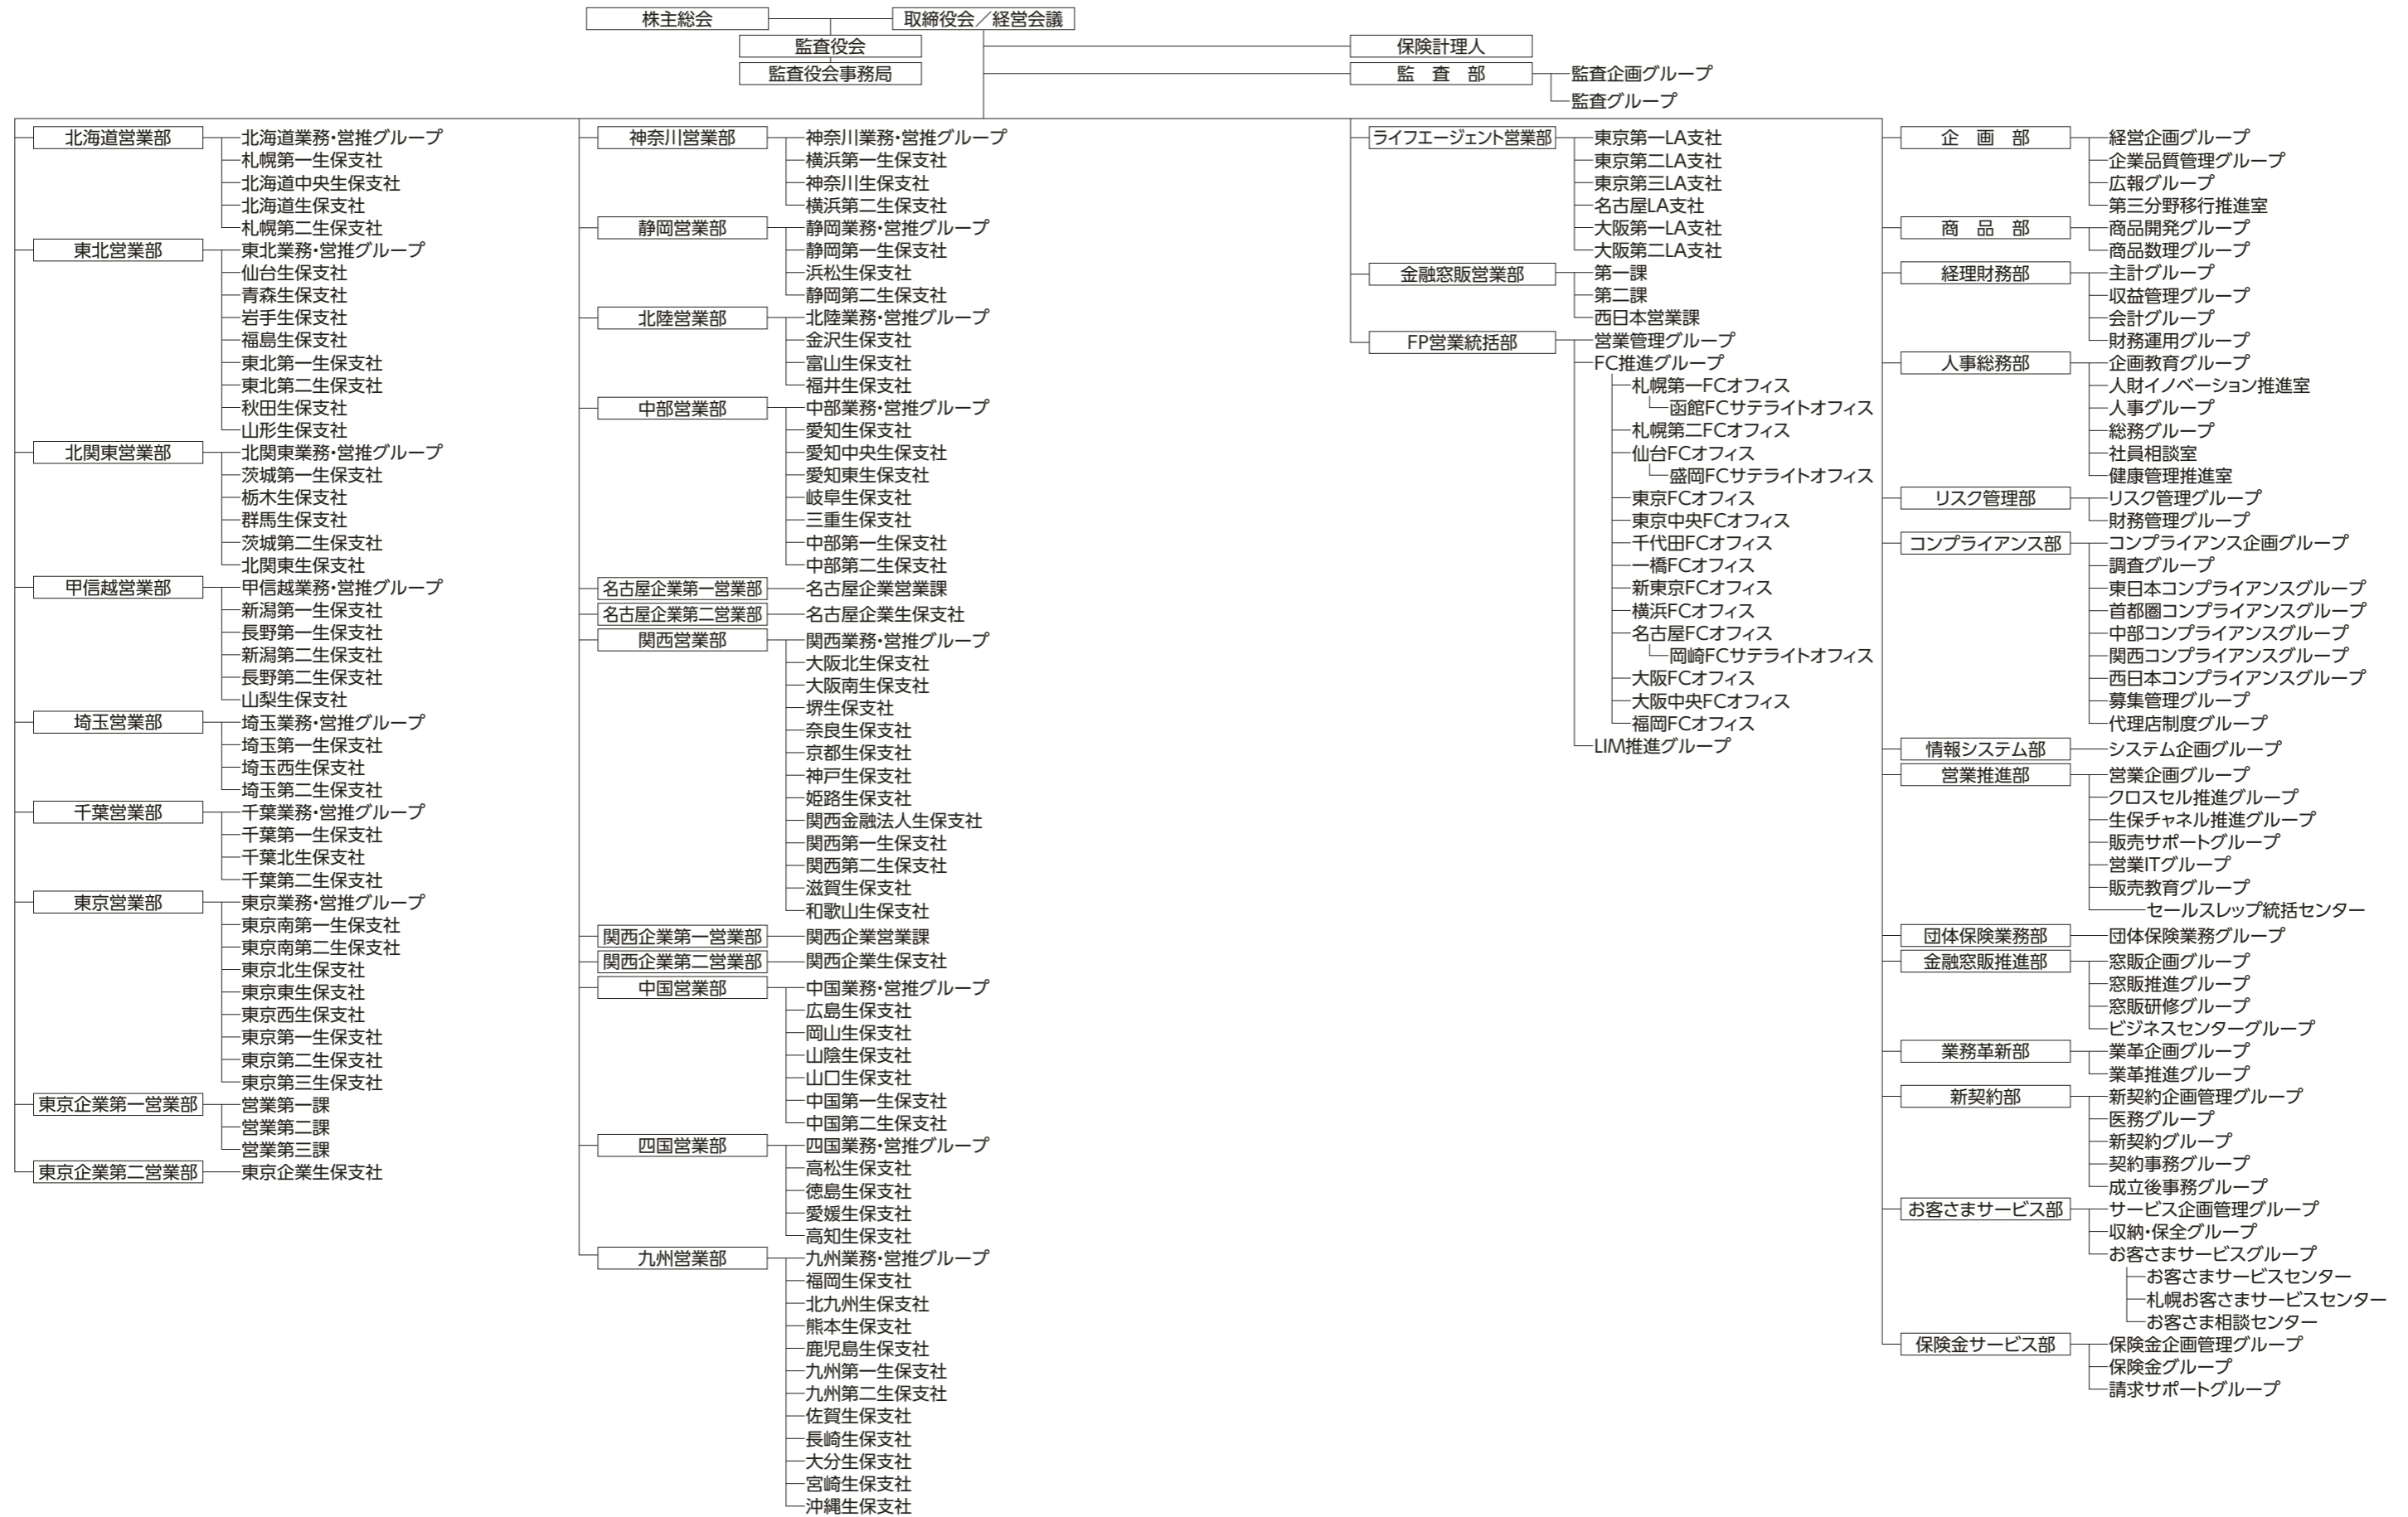 株主総会
取締役会／経営会議
監査役会
保険計理人
監査役会事務局
監　査　部
監査企画グループ
監査グループ
北海道営業部
北海道業務・営推グループ
札幌第一生保支社
北海道中央生保支社
北海道生保支社
札幌第二生保支社
東北営業部
東北業務・営推グループ
仙台生保支社
青森生保支社
岩手生保支社
福島生保支社
東北第一生保支社
東北第二生保支社
秋田生保支社
山形生保支社
北関東営業部
北関東業務・営推グループ
茨城第一生保支社
栃木生保支社
群馬生保支社
茨城第二生保支社
北関東生保支社
甲信越営業部
甲信越業務・営推グループ
新潟第一生保支社
長野第一生保支社
新潟第二生保支社
長野第二生保支社
山梨生保支社
埼玉営業部
埼玉業務・営推グループ
埼玉第一生保支社
埼玉西生保支社
埼玉第二生保支社
千葉営業部
千葉業務・営推グループ
千葉第一生保支社
千葉北生保支社
千葉第二生保支社
東京営業部
東京業務・営推グループ
東京南第一生保支社
東京南第二生保支社
東京北生保支社
東京東生保支社
東京西生保支社
東京第一生保支社
東京第二生保支社
東京第三生保支社
東京企業第一営業部
営業第一課
営業第二課
営業第三課
東京企業第二営業部
東京企業生保支社
神奈川営業部
神奈川業務・営推グループ
横浜第一生保支社
神奈川生保支社
横浜第二生保支社
静岡営業部
静岡業務・営推グループ
静岡第一生保支社
浜松生保支社
静岡第二生保支社
北陸営業部
北陸業務・営推グループ
金沢生保支社
富山生保支社
福井生保支社
中部営業部
中部業務・営推グループ
愛知生保支社
愛知中央生保支社
愛知東生保支社
岐阜生保支社
三重生保支社
中部第一生保支社
中部第二生保支社
名古屋企業第一営業部
名古屋企業営業課
名古屋企業第二営業部
名古屋企業生保支社
関西営業部
関西業務・営推グループ
大阪北生保支社
大阪南生保支社
堺生保支社
奈良生保支社
京都生保支社
神戸生保支社
姫路生保支社
関西金融法人生保支社
関西第一生保支社
関西第二生保支社
滋賀生保支社
和歌山生保支社
関西企業第一営業部
関西企業営業課
関西企業第二営業部
関西企業生保支社
中国営業部
中国業務・営推グループ
広島生保支社
岡山生保支社
山陰生保支社
山口生保支社
中国第一生保支社
中国第二生保支社
四国営業部
四国業務・営推グループ
高松生保支社
徳島生保支社
愛媛生保支社
高知生保支社
九州営業部
九州業務・営推グループ
福岡生保支社
北九州生保支社
熊本生保支社
鹿児島生保支社
九州第一生保支社
九州第二生保支社
佐賀生保支社
長崎生保支社
大分生保支社
宮崎生保支社
沖縄生保支社
ライフエージェント営業部
東京第一LA支社
東京第二LA支社
東京第三LA支社
名古屋LA支社
大阪第一LA支社
大阪第二LA支社
金融窓販営業部
第一課
第二課
西日本営業課
FP営業統括部
営業管理グループ
FC推進グループ
札幌第一FCオフィス
函館FCサテライトオフィス
札幌第二FCオフィス
仙台FCオフィス
盛岡FCサテライトオフィス
東京FCオフィス
東京中央FCオフィス
千代田FCオフィス
一橋FCオフィス
新東京FCオフィス
横浜FCオフィス
名古屋FCオフィス
岡崎FCサテライトオフィス
大阪FCオフィス
大阪中央FCオフィス
福岡FCオフィス
LIM推進グループ
企　画　部
経営企画グループ
企業品質管理グループ
広報グループ
第三分野移行推進室
商　品　部
商品開発グループ
商品数理グループ
経理財務部
主計グループ
収益管理グループ
会計グループ
財務運用グループ
人事総務部
企画教育グループ
人財イノベーション推進室
人事グループ
総務グループ
社員相談室
健康管理推進室
リスク管理部
リスク管理グループ
財務管理グループ
コンプライアンス部
コンプライアンス企画グループ
調査グループ
東日本コンプライアンスグループ
首都圏コンプライアンスグループ
中部コンプライアンスグループ
関西コンプライアンスグループ
西日本コンプライアンスグループ
募集管理グループ
代理店制度グループ
情報システム部
システム企画グループ
営業推進部
営業企画グループ
クロスセル推進グループ
生保チャネル推進グループ
販売サポートグループ
営業ITグループ
販売教育グループ
セールスレップ統括センター
団体保険業務部
団体保険業務グループ
金融窓販推進部
窓販企画グループ
窓販推進グループ
窓販研修グループ
ビジネスセンターグループ
業務革新部
業革企画グループ
業革推進グループ
新契約部
新契約企画管理グループ
医務グループ
新契約グループ
契約事務グループ
成立後事務グループ
お客さまサービス部
サービス企画管理グループ
収納・保全グループ
お客さまサービスグループ
お客さまサービスセンター
札幌お客さまサービスセンター
お客さま相談センター
保険金サービス部
保険金企画管理グループ
保険金グループ
請求サポートグループ